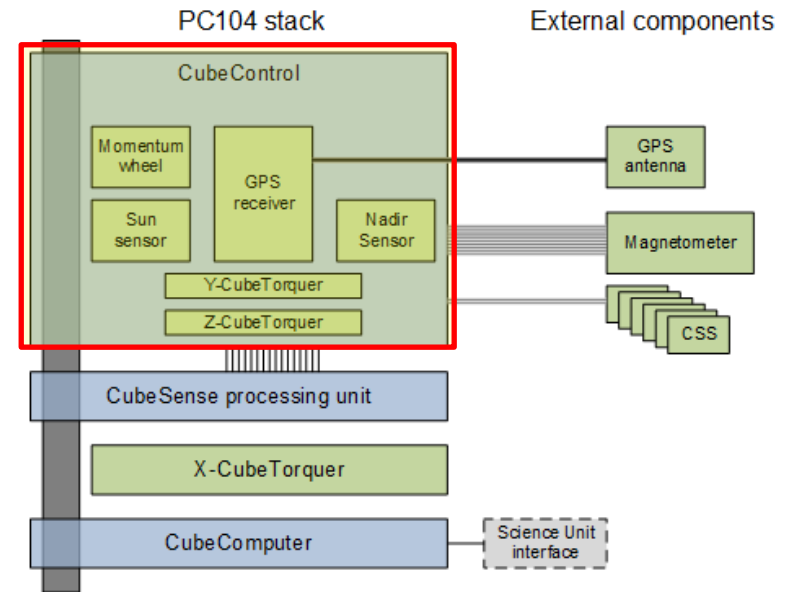 PC104 stack
External components
CubeControl
Momentum
wheel
GPS
receiver
Sun
sensor
Nadir
Sensor
Y-CubeTorquer
Z-CubeTorquer
GPS
antenna
Magnetometer
CSS
CubeSense processing unit
X-CubeTorquer
CubeComputer
Science Unit
interface